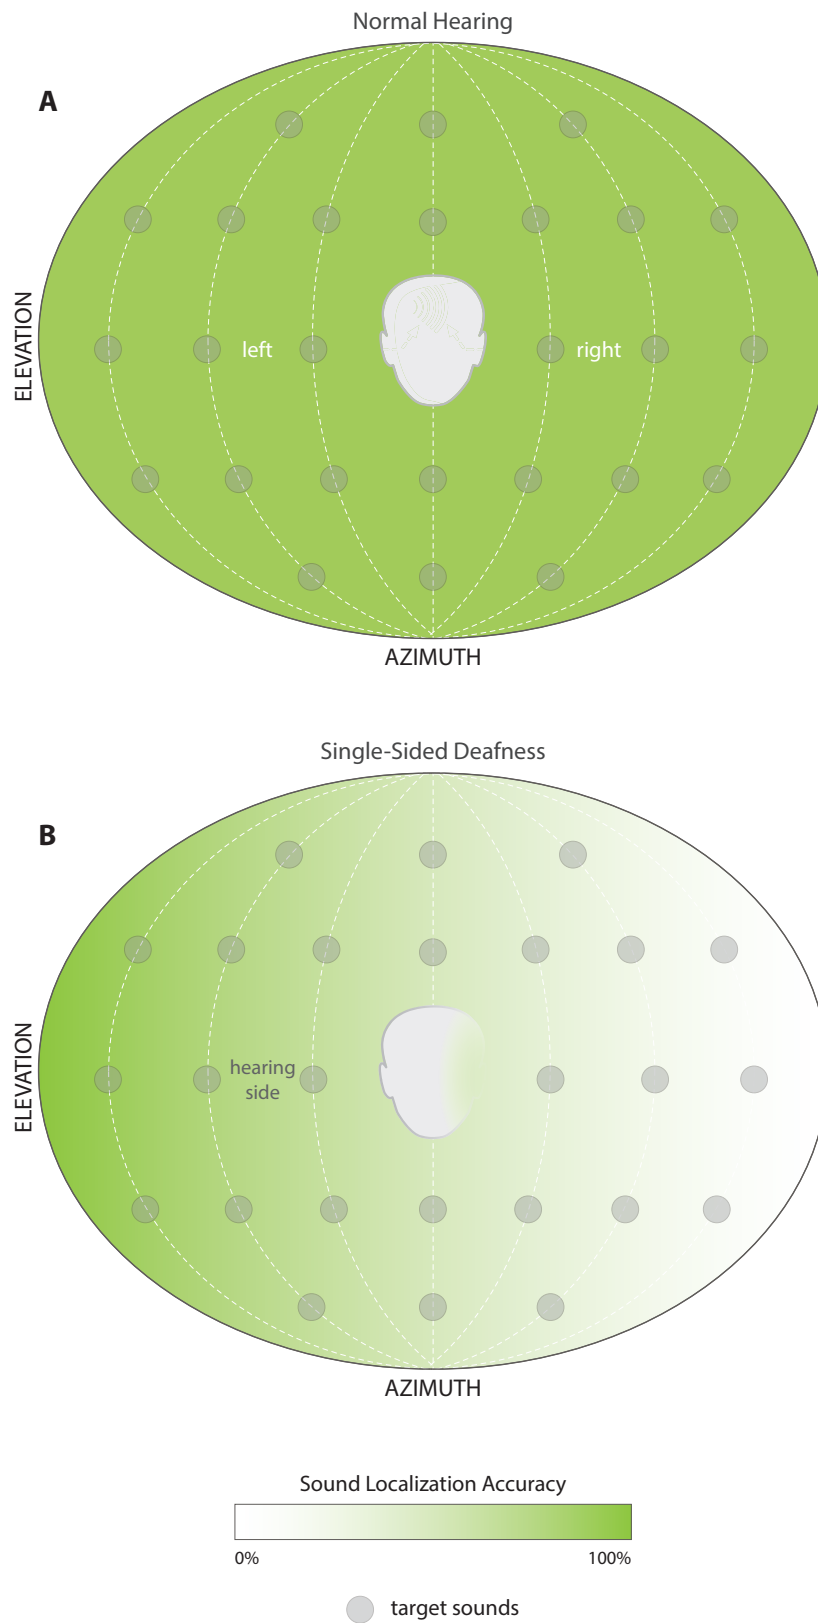 Normal Hearing
A
ELEVATION
left
right
AZIMUTH
Single-Sided Deafness
B
ELEVATION
hearing
side
AZIMUTH
Sound Localization Accuracy
0%
100%
target sounds